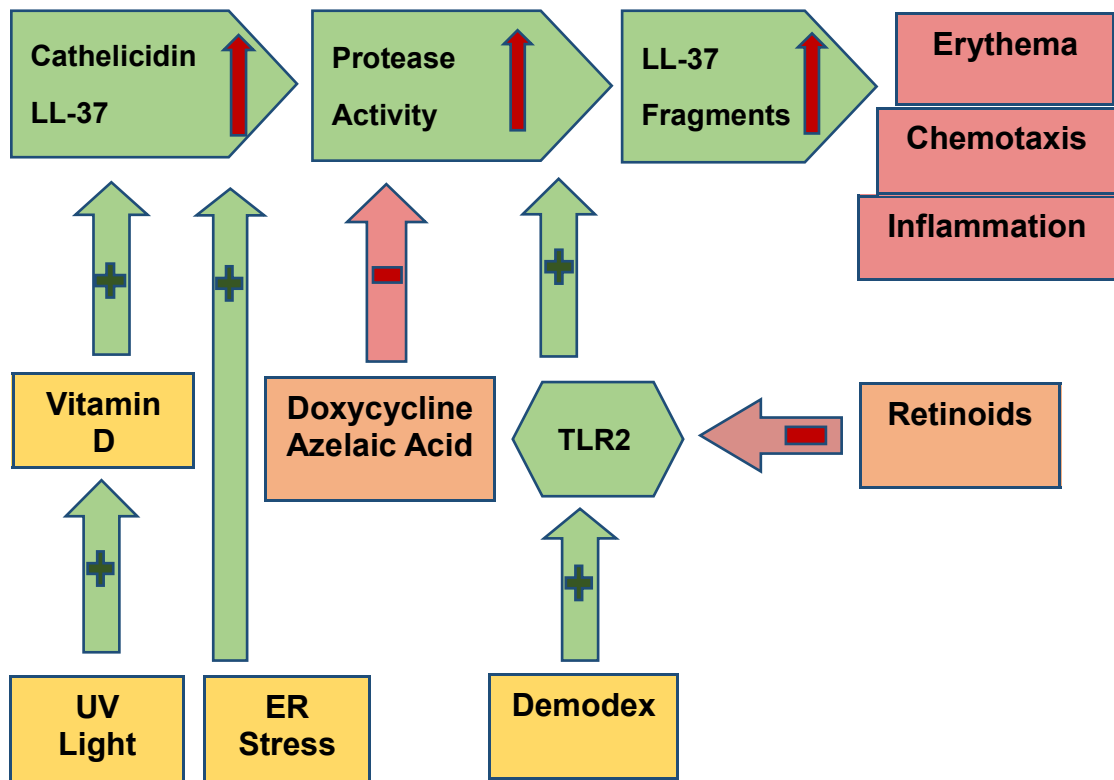 Cathelicidin
LL-37
Protease
Activity
LL-37
Fragments
Erythema
Chemotaxis
Inflammation
Vitamin
D
Doxycycline
Azelaic Acid
TLR2
Retinoids
UV
Light
ER
Stress
Demodex